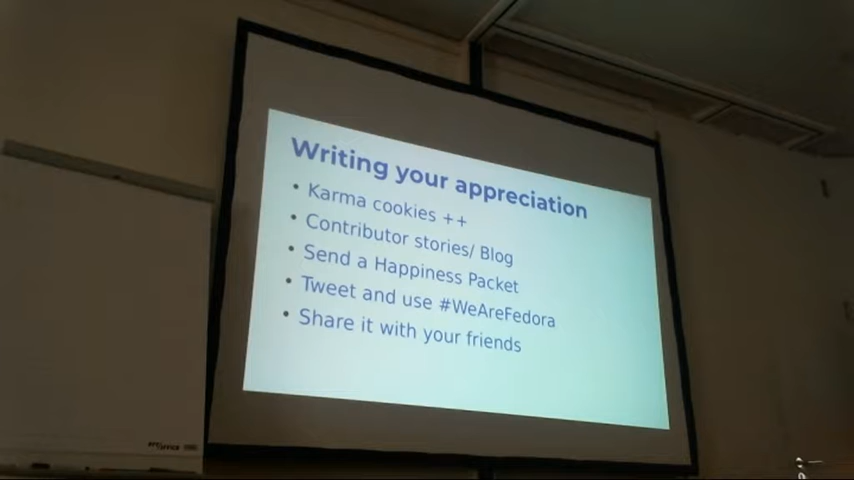 Writing your appreciation
• Karma cookies ++
• Contributor stories/ Blog
• Send a Happiness Packet
• Tweet and use #WeAreFedora
• Share it with your friends